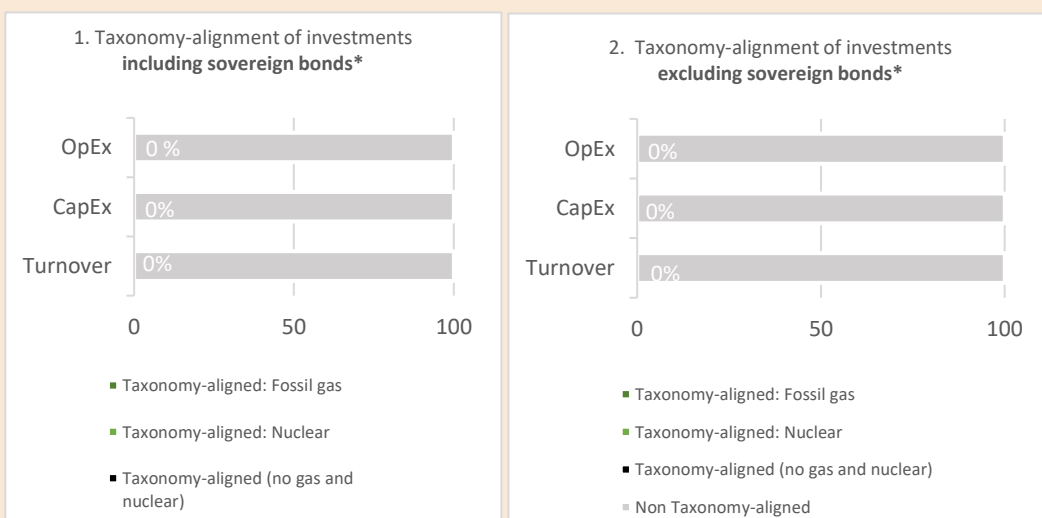 1. Taxonomy-alignment of investments
including sovereign bonds*
OpEx
0 %
CapEx
0%
Turnover
0%
0
50
100
Taxonomy-aligned: Fossil gas
Taxonomy-aligned: Nuclear
Taxonomy-aligned (no gas and
nuclear)
2. Taxonomy-alignment of investments
excluding sovereign bonds*
OpEx
0%
CapEx
0%
Turnover
0%
0
50
100
Taxonomy-aligned: Fossil gas
Taxonomy-aligned: Nuclear
Taxonomy-aligned (no gas and nuclear)
Non Taxonomy-aligned